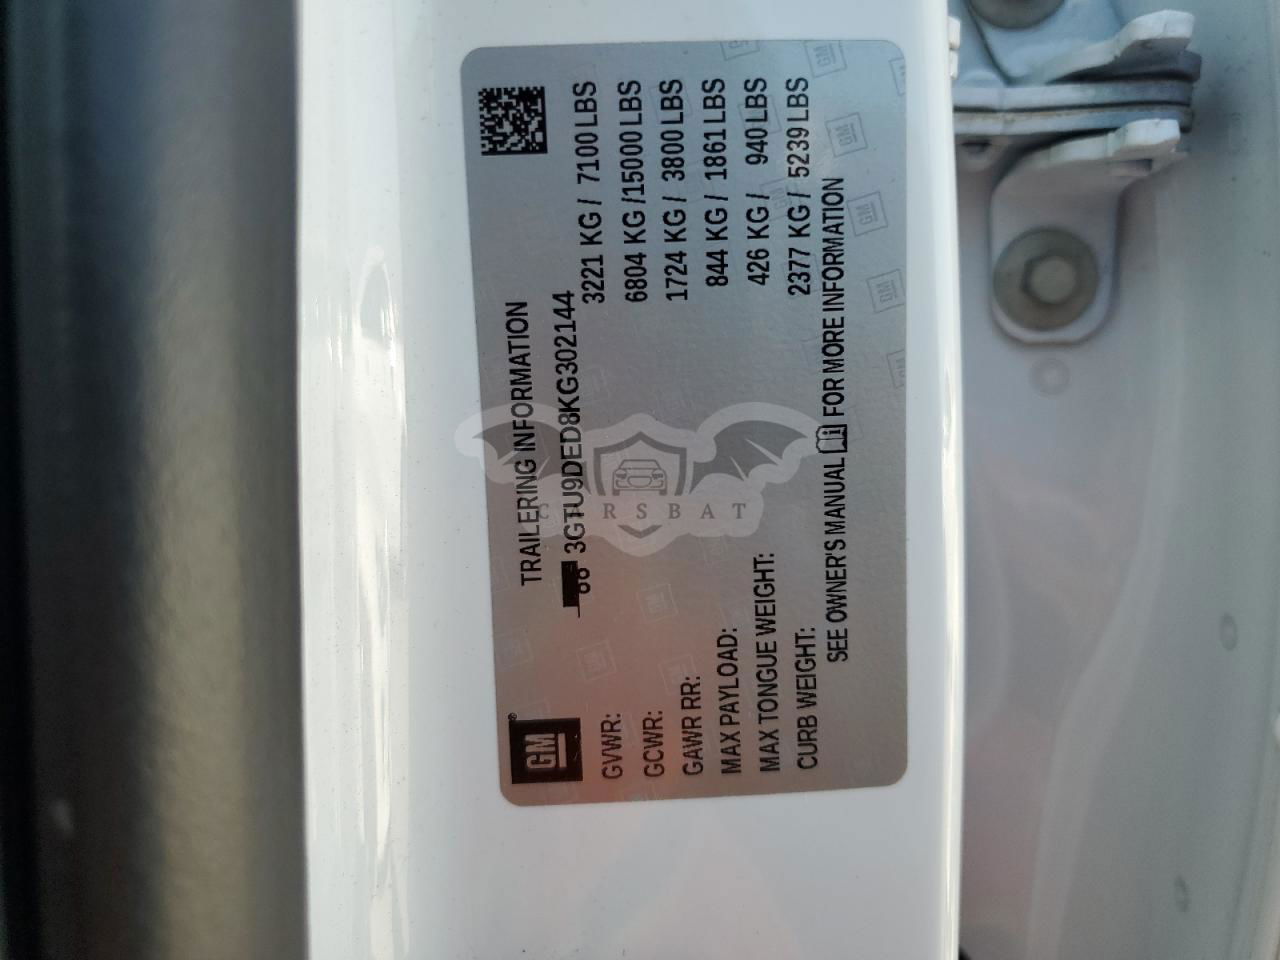 GM®
TRAILERING INFORMATION
3GTU9DED8KG302144
GVWR: 3221 KG / 7100 LBS
GCWR: 6804 KG /15000 LBS
GAWR RR: 1724 KG / 3800 LBS
MAX PAYLOAD: 844 KG / 1861 LBS
MAX TONGUE WEIGHT: 426 KG / 940 LBS
CURB WEIGHT: 2377 KG / 5239 LBS
SEE OWNER'S MANUAL FOR MORE INFORMATION
CARSBAT